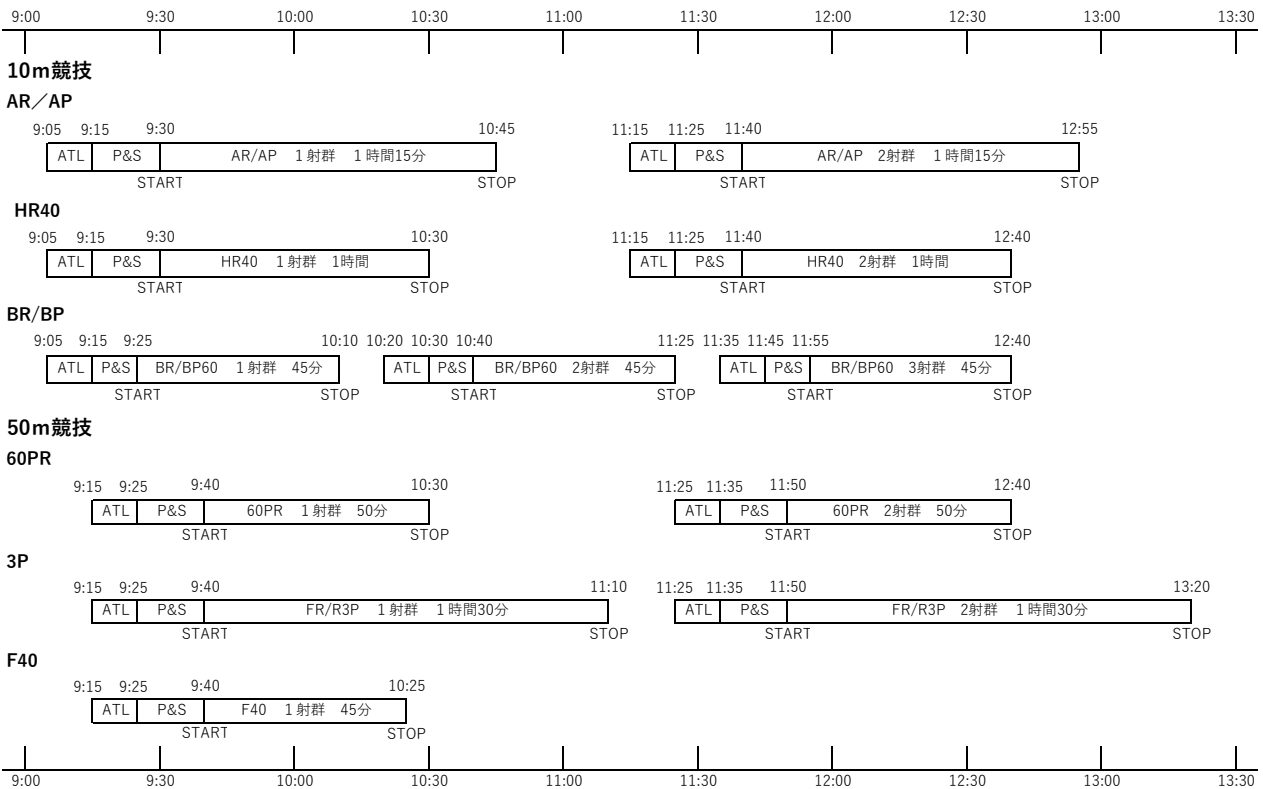 9:00 9:30 10:00 10:30 11:00 11:30 12:00 12:30 13:00 13:30
10m競技
AR／AP
9:05 9:15 9:30 10:45 11:15 11:25 11:40 12:55
ATL P&S AR/AP 1射群 1時間15分 ATL P&S AR/AP 2射群 1時間15分
START STOP START STOP
HR40
9:05 9:15 9:30 10:30 11:15 11:25 11:40 12:40
ATL P&S HR40 1射群 1時間 ATL P&S HR40 2射群 1時間
START STOP START STOP
BR/BP
9:05 9:15 9:25 10:10 10:20 10:30 10:40 11:25 11:35 11:45 11:55 12:40
ATL P&S BR/BP60 1射群 45分 ATL P&S BR/BP60 2射群 45分 ATL P&S BR/BP60 3射群 45分
START STOP START STOP START STOP
50m競技
60PR
9:15 9:25 9:40 10:30 11:25 11:35 11:50 12:40
ATL P&S 60PR 1射群 50分 ATL P&S 60PR 2射群 50分
START STOP START STOP
3P
9:15 9:25 9:40 11:10 11:25 11:35 11:50 13:20
ATL P&S FR/R3P 1射群 1時間30分 ATL P&S FR/R3P 2射群 1時間30分
START STOP START STOP
F40
9:15 9:25 9:40 10:25
ATL P&S F40 1射群 45分
START STOP
9:00 9:30 10:00 10:30 11:00 11:30 12:00 12:30 13:00 13:30